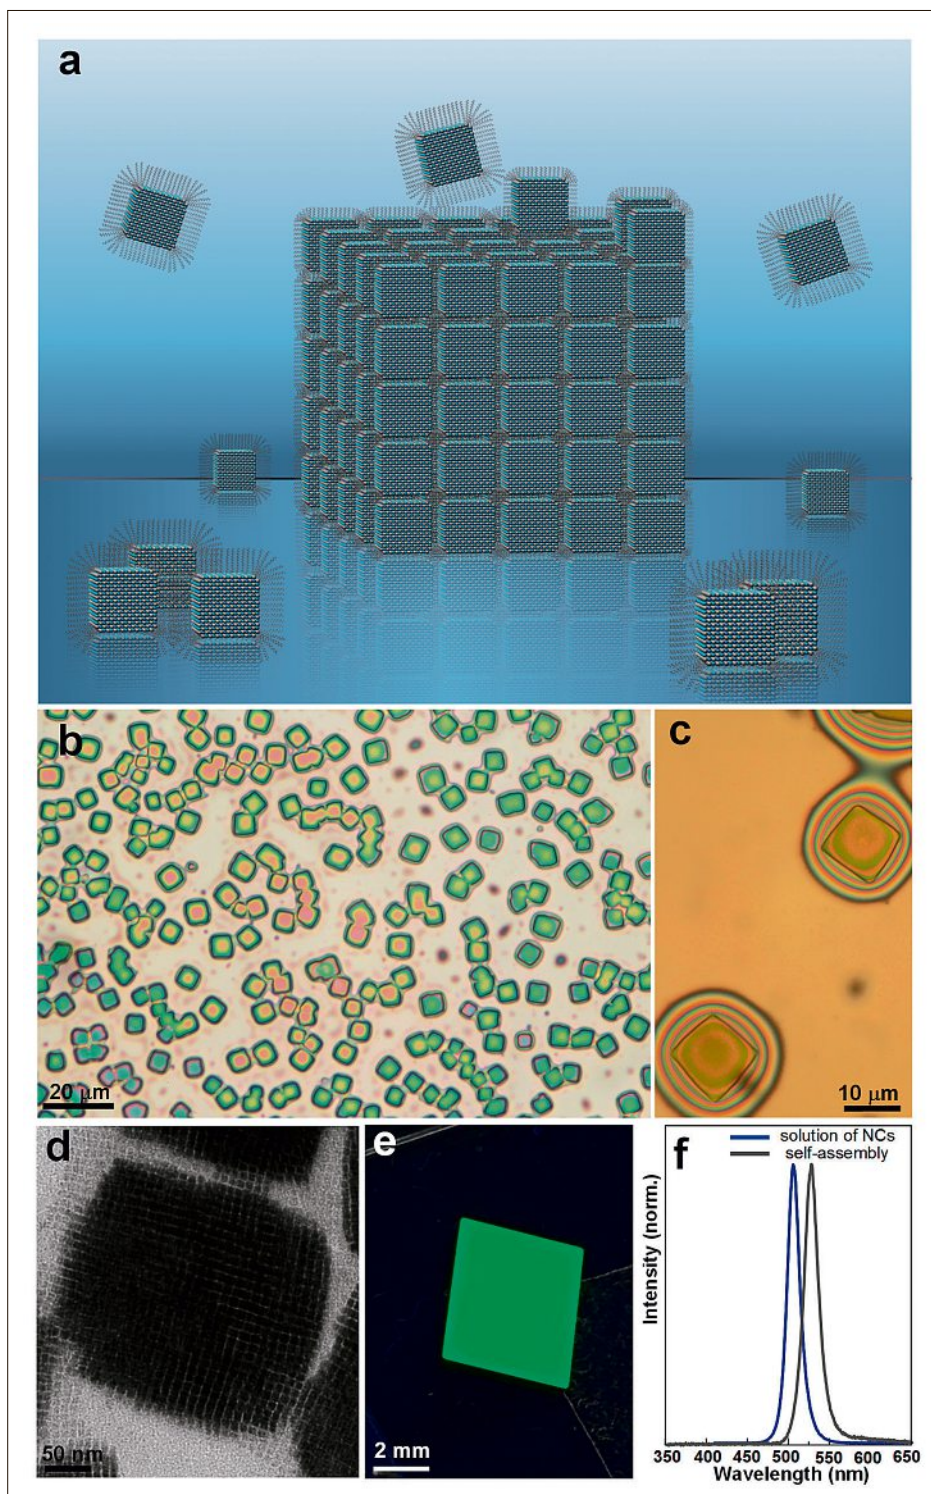 a
b
20 µm
c
10 µm
d
50 nm
e
2 mm
f
solution of NCs
self-assembly
Intensity (norm.)
350 400 450 500 550 600 650
Wavelength (nm)